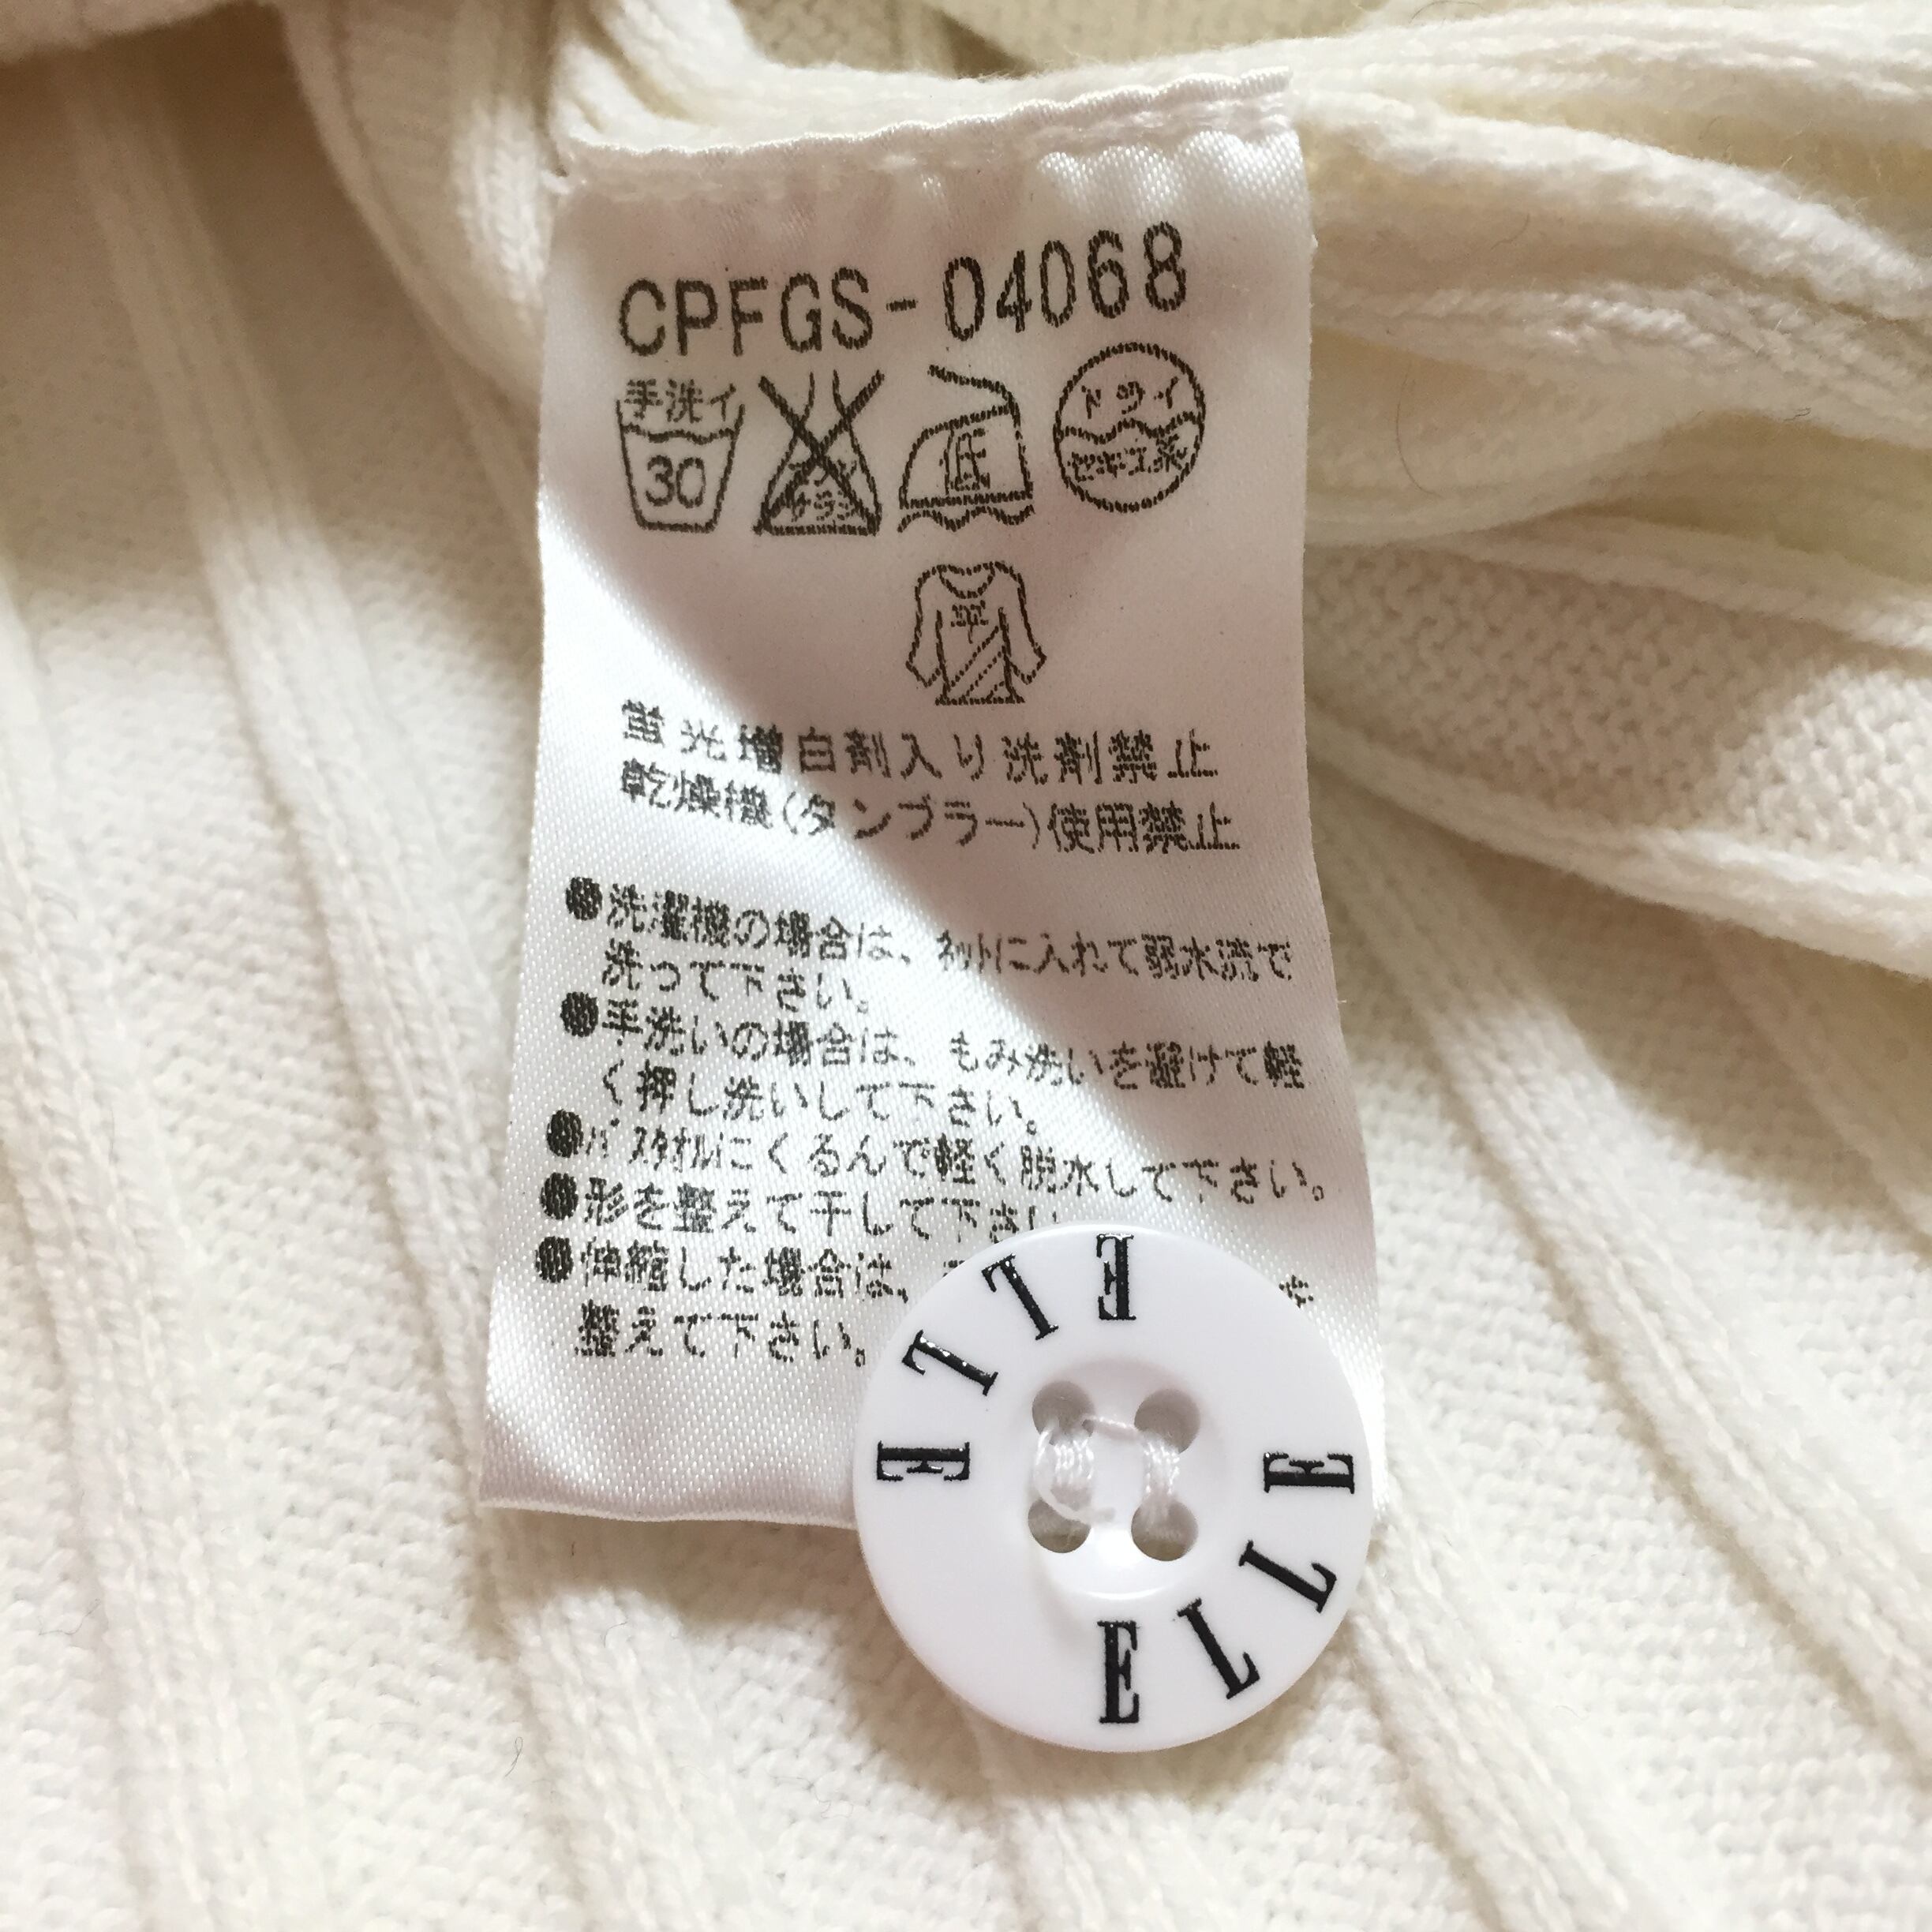 CPFGS-04068
手洗イ
30
低
ドライ
セキユ系
平
蛍光増白剤入り洗剤禁止
乾燥機(タンブラー)使用禁止
●洗濯機の場合は、ネットに入れて弱水流で
洗って下さい。
●手洗いの場合は、もみ洗いを避けて軽
く押し洗いして下さい。
●バスタオルにくるんで軽く脱水して下さい。
●形を整えて干して下さい
●伸縮した場合は、
整えて下さい。
ELLE
ELLE